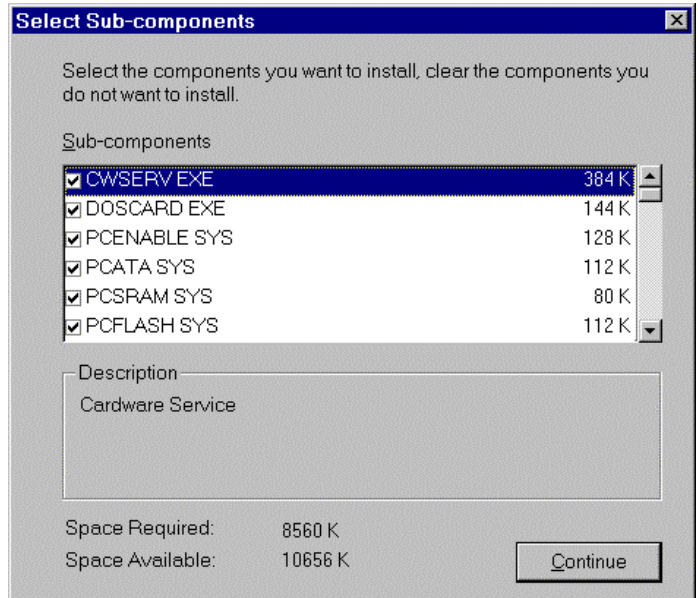 Select Sub-components
Select the components you want to install, clear the components you
do not want to install.
Sub-components
CWSERV EXE 384 K
DOSCARD EXE 144 K
PCENABLE SYS 128 K
PCATA SYS 112 K
PCSRAM SYS 80 K
PCFLASH SYS 112 K
Description
Cardware Service
Space Required: 8560 K
Space Available: 10656 K
Continue